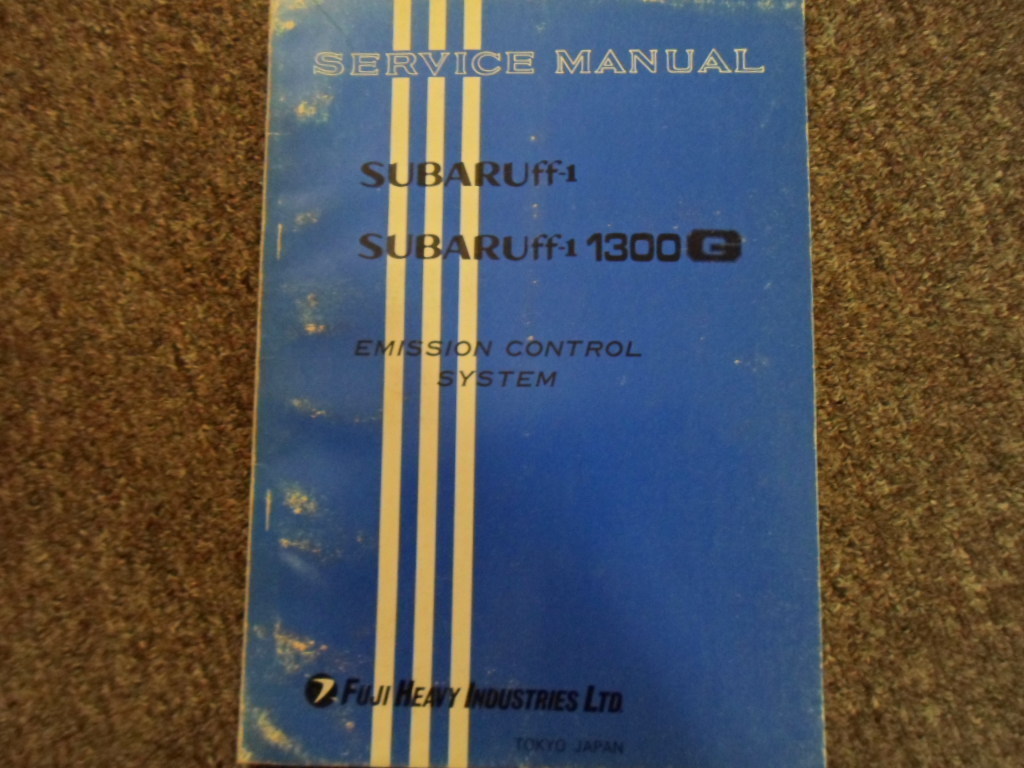 SERVICE MANUAL
SUBARUff-1
SUBARUff-1 1300G
EMISSION CONTROL
SYSTEM
FUJI HEAVY INDUSTRIES LTD.
TOKYO JAPAN